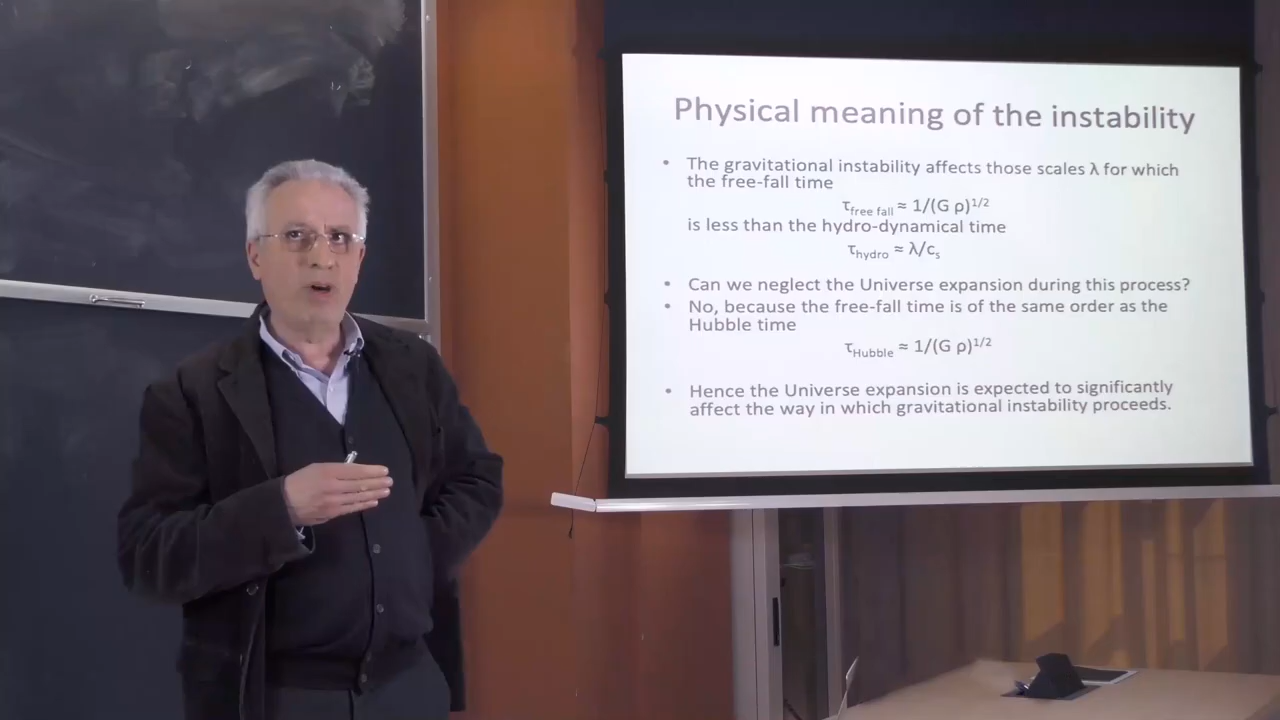 Physical meaning of the instability
• The gravitational instability affects those scales λ for which
the free-fall time
τfree fall ≈ 1/(G ρ)1/2
is less than the hydro-dynamical time
τhydro ≈ λ/cs
• Can we neglect the Universe expansion during this process?
• No, because the free-fall time is of the same order as the
Hubble time
τHubble ≈ 1/(G ρ)1/2
• Hence the Universe expansion is expected to significantly
affect the way in which gravitational instability proceeds.